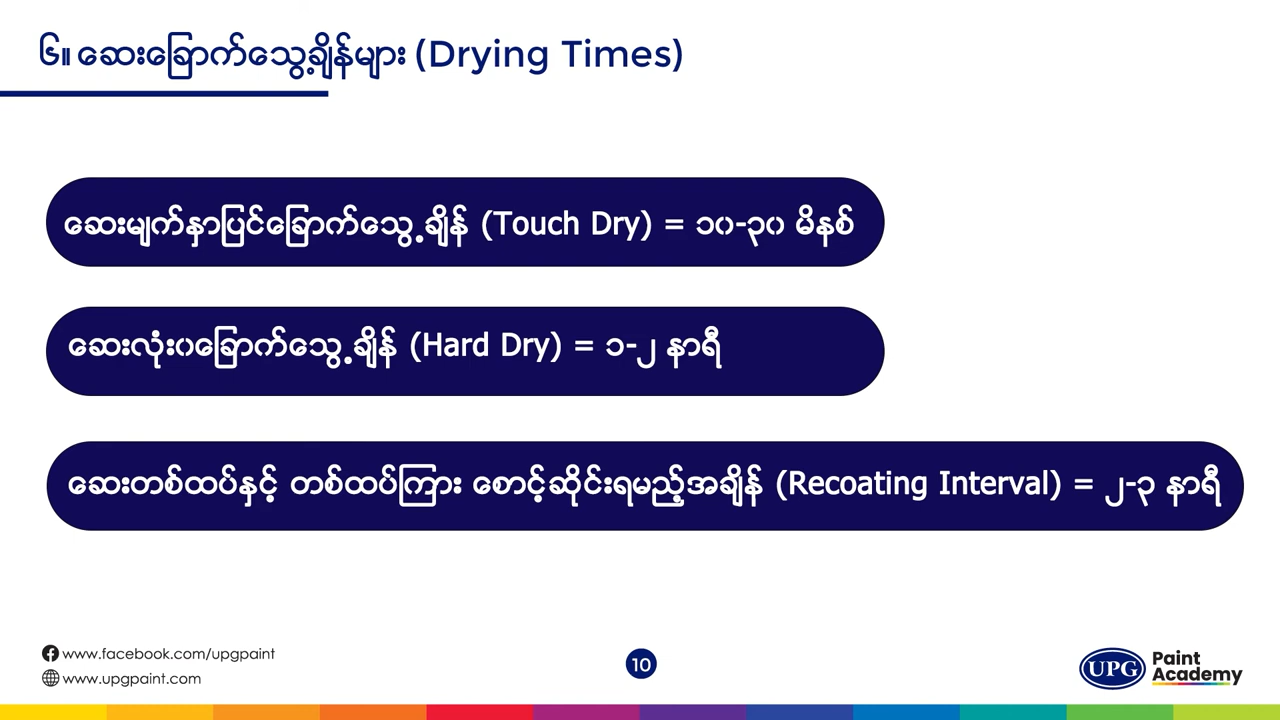 ၆။ ဆေးခြောက်သွေ့ချိန်များ (Drying Times)
ဆေးမျက်နှာပြင်ခြောက်သွေ့ချိန် (Touch Dry) = ၁၀-၃၀ မိနစ်
ဆေးလုံးဝခြောက်သွေ့ချိန် (Hard Dry) = ၁-၂ နာရီ
ဆေးတစ်ထပ်နှင့် တစ်ထပ်ကြား စောင့်ဆိုင်းရမည့်အချိန် (Recoating Interval) = ၂-၃ နာရီ
www.facebook.com/upgpaint
www.upgpaint.com
10
UPG Paint Academy